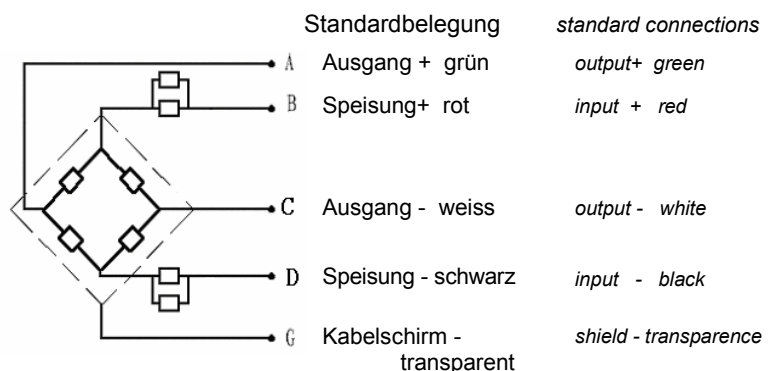 Standardbelegung standard connections
A Ausgang + grün output+ green
B Speisung+ rot input + red
C Ausgang - weiss output - white
D Speisung - schwarz input - black
G Kabelschirm - shield - transparence
transparent